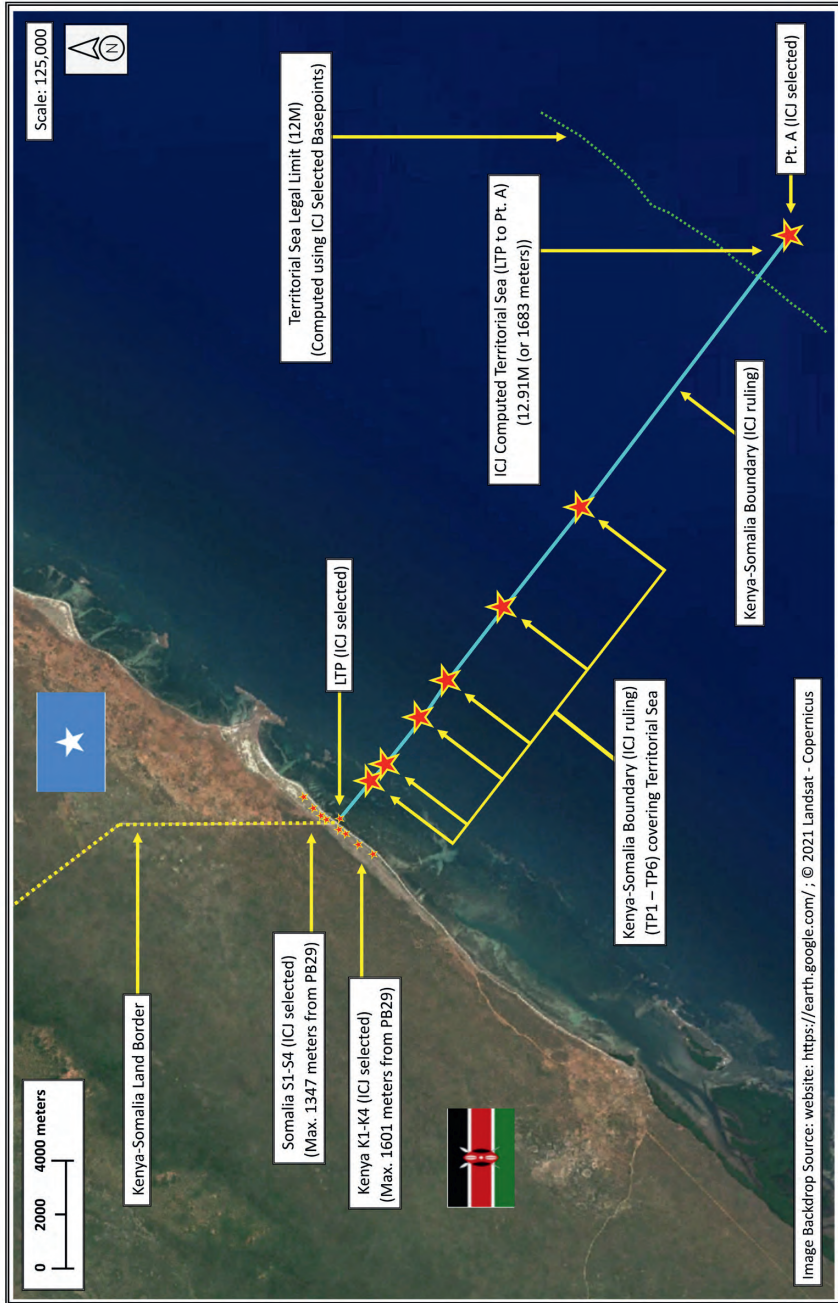 Scale: 125,000
N
0 2000 4000 meters
Kenya-Somalia Land Border
Somalia S1-S4 (ICJ selected)
(Max. 1347 meters from PB29)
Kenya K1-K4 (ICJ selected)
(Max. 1601 meters from PB29)
LTP (ICJ selected)
Territorial Sea Legal Limit (12M)
(Computed using ICJ Selected Basepoints)
ICJ Computed Territorial Sea (LTP to Pt. A)
(12.91M (or 1683 meters))
Pt. A (ICJ selected)
Kenya-Somalia Boundary (ICJ ruling)
Kenya-Somalia Boundary (ICJ ruling)
(TP1 – TP6) covering Territorial Sea
Image Backdrop Source: website: https://earth.google.com/ ; © 2021 Landsat - Copernicus